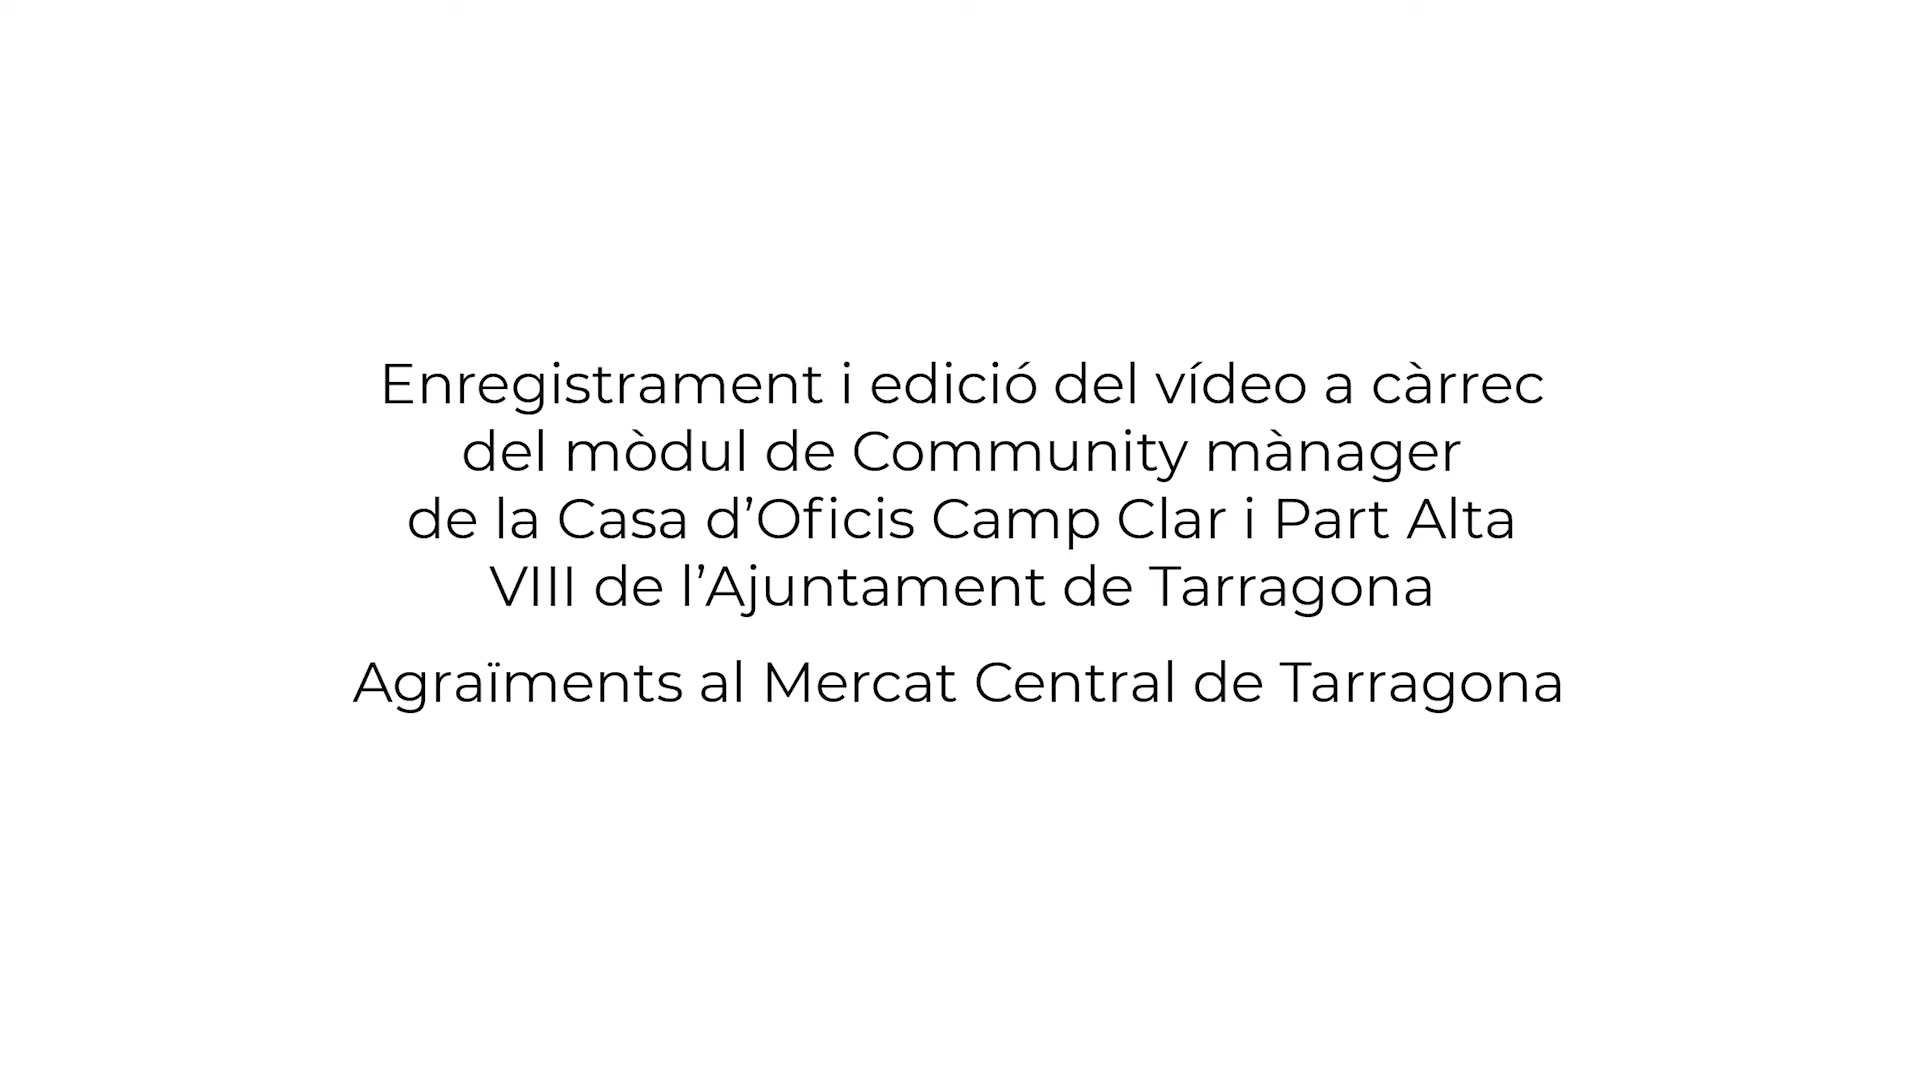 Enregistrament i edició del vídeo a càrrec
del mòdul de Community mànager
de la Casa d’Oficis Camp Clar i Part Alta
VIII de l’Ajuntament de Tarragona
Agraïments al Mercat Central de Tarragona